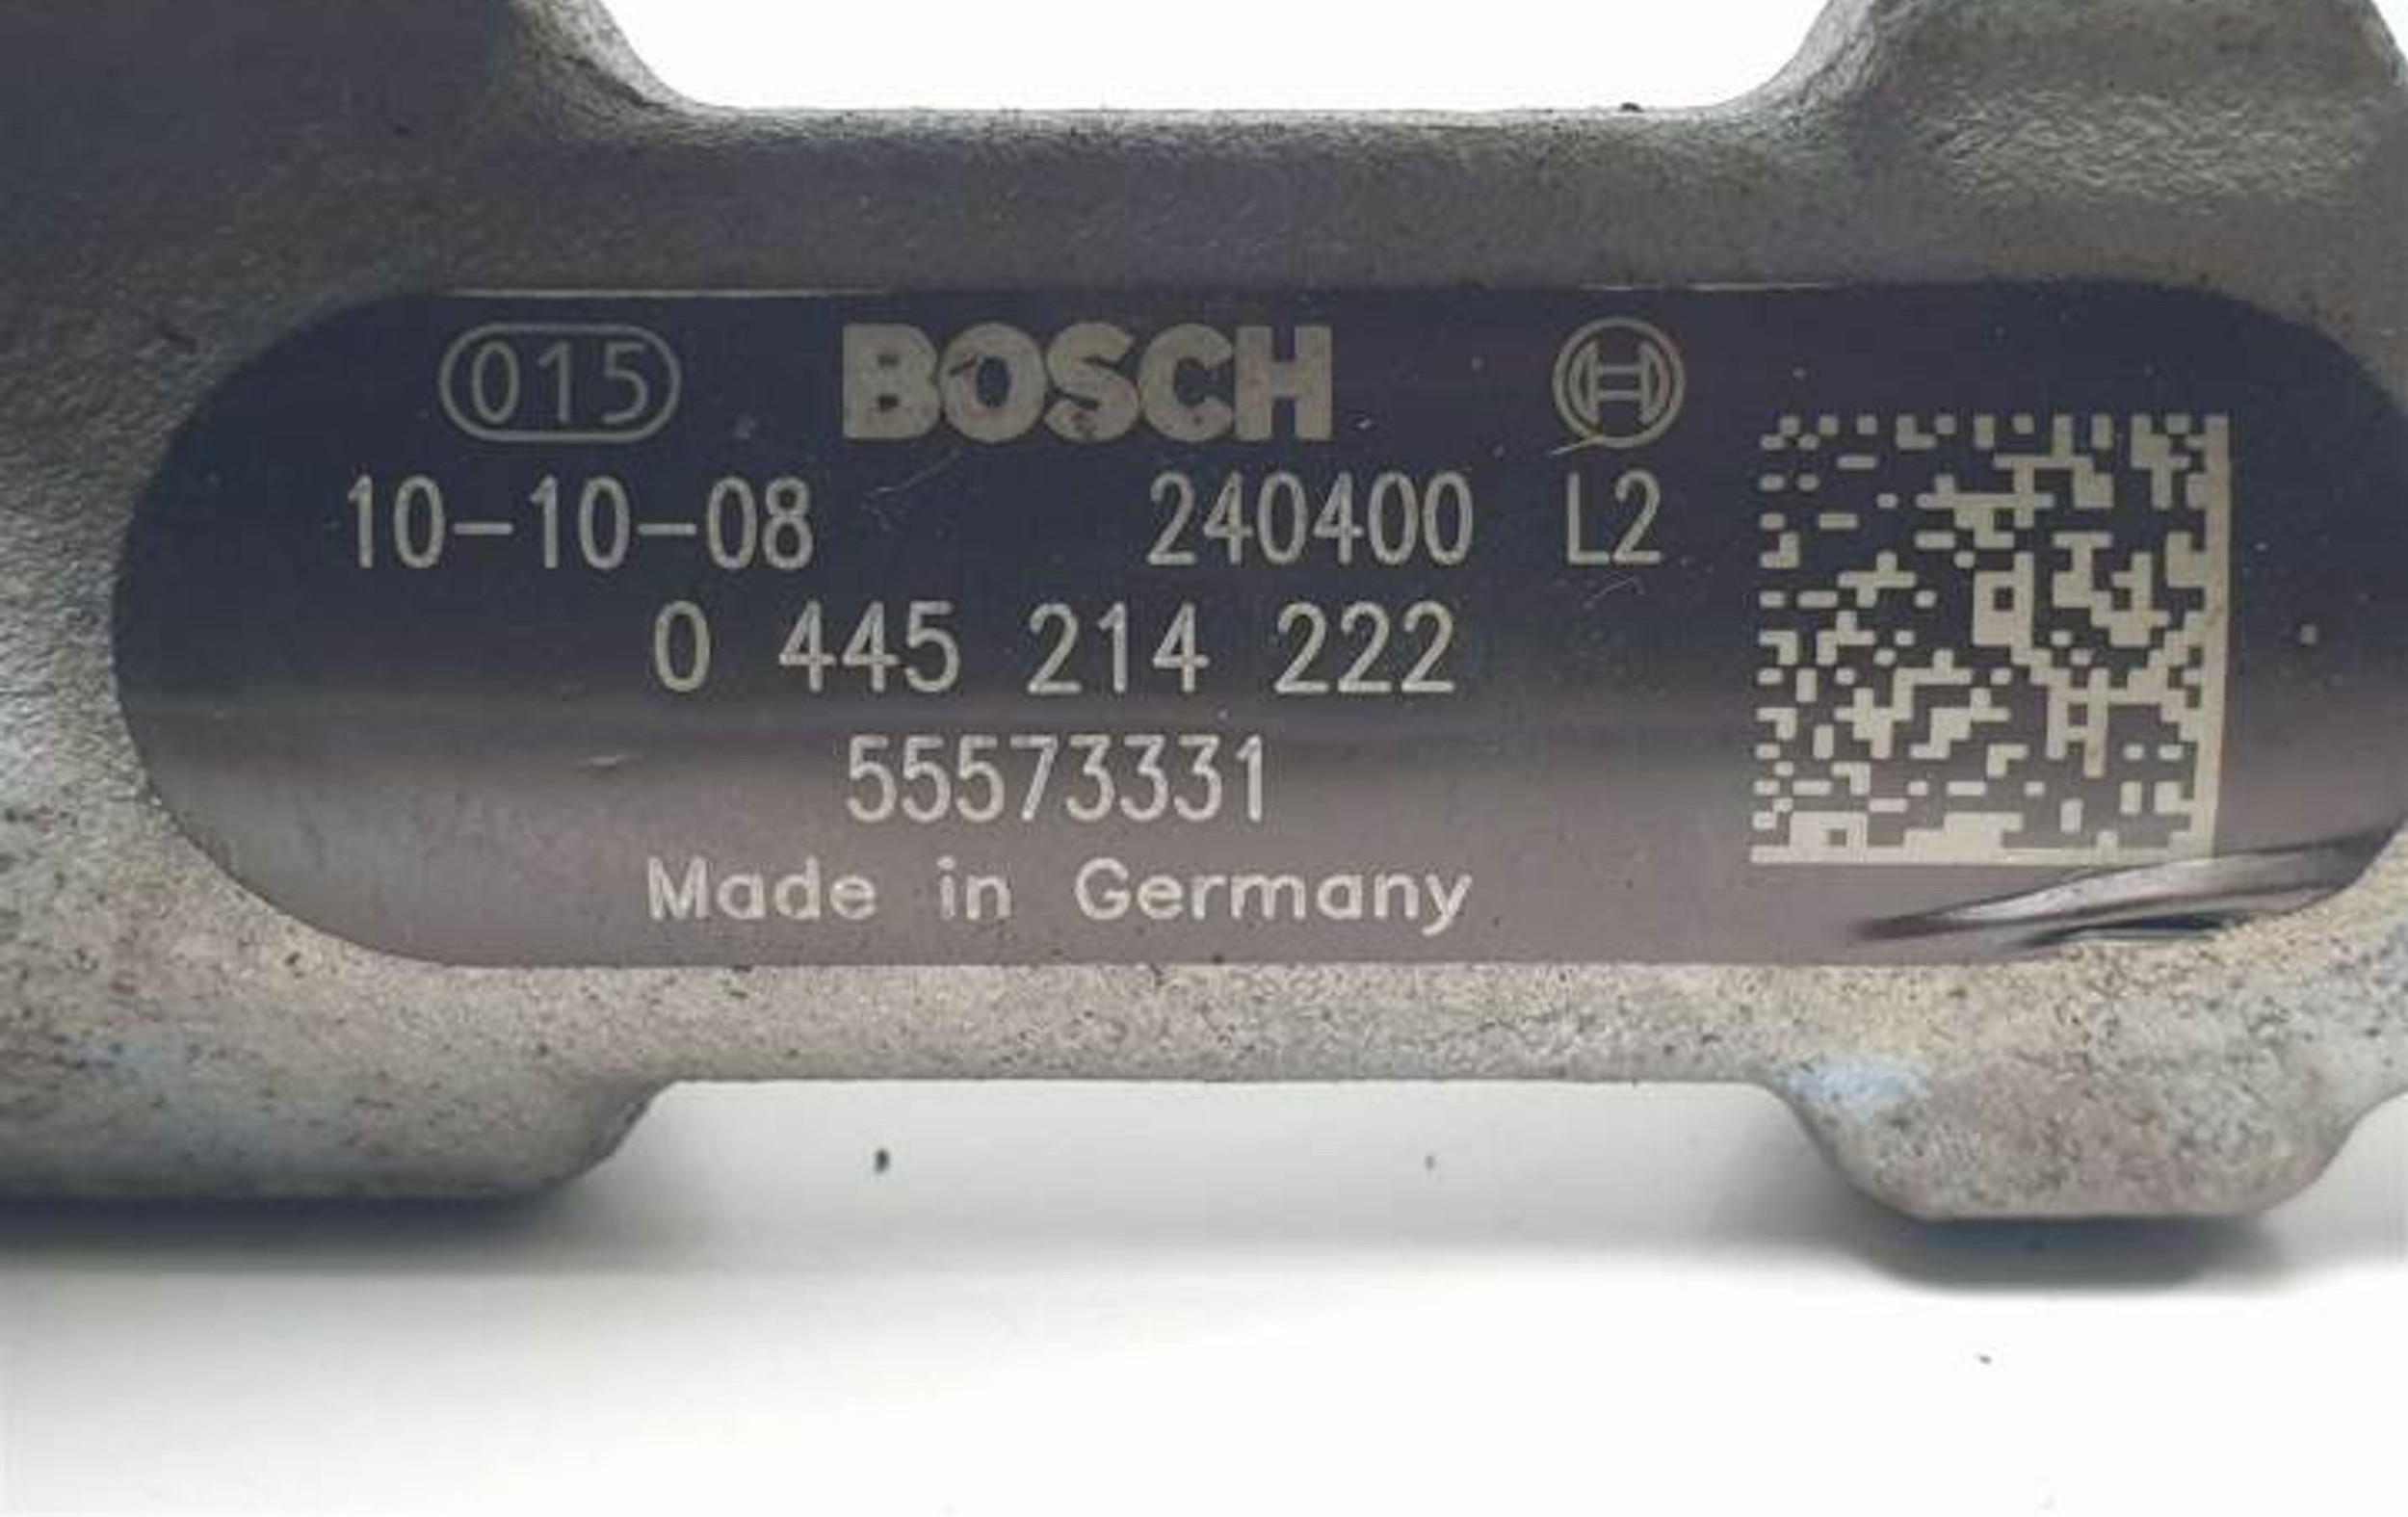 015 BOSCH
10-10-08 240400 L2
0 445 214 222
55573331
Made in Germany